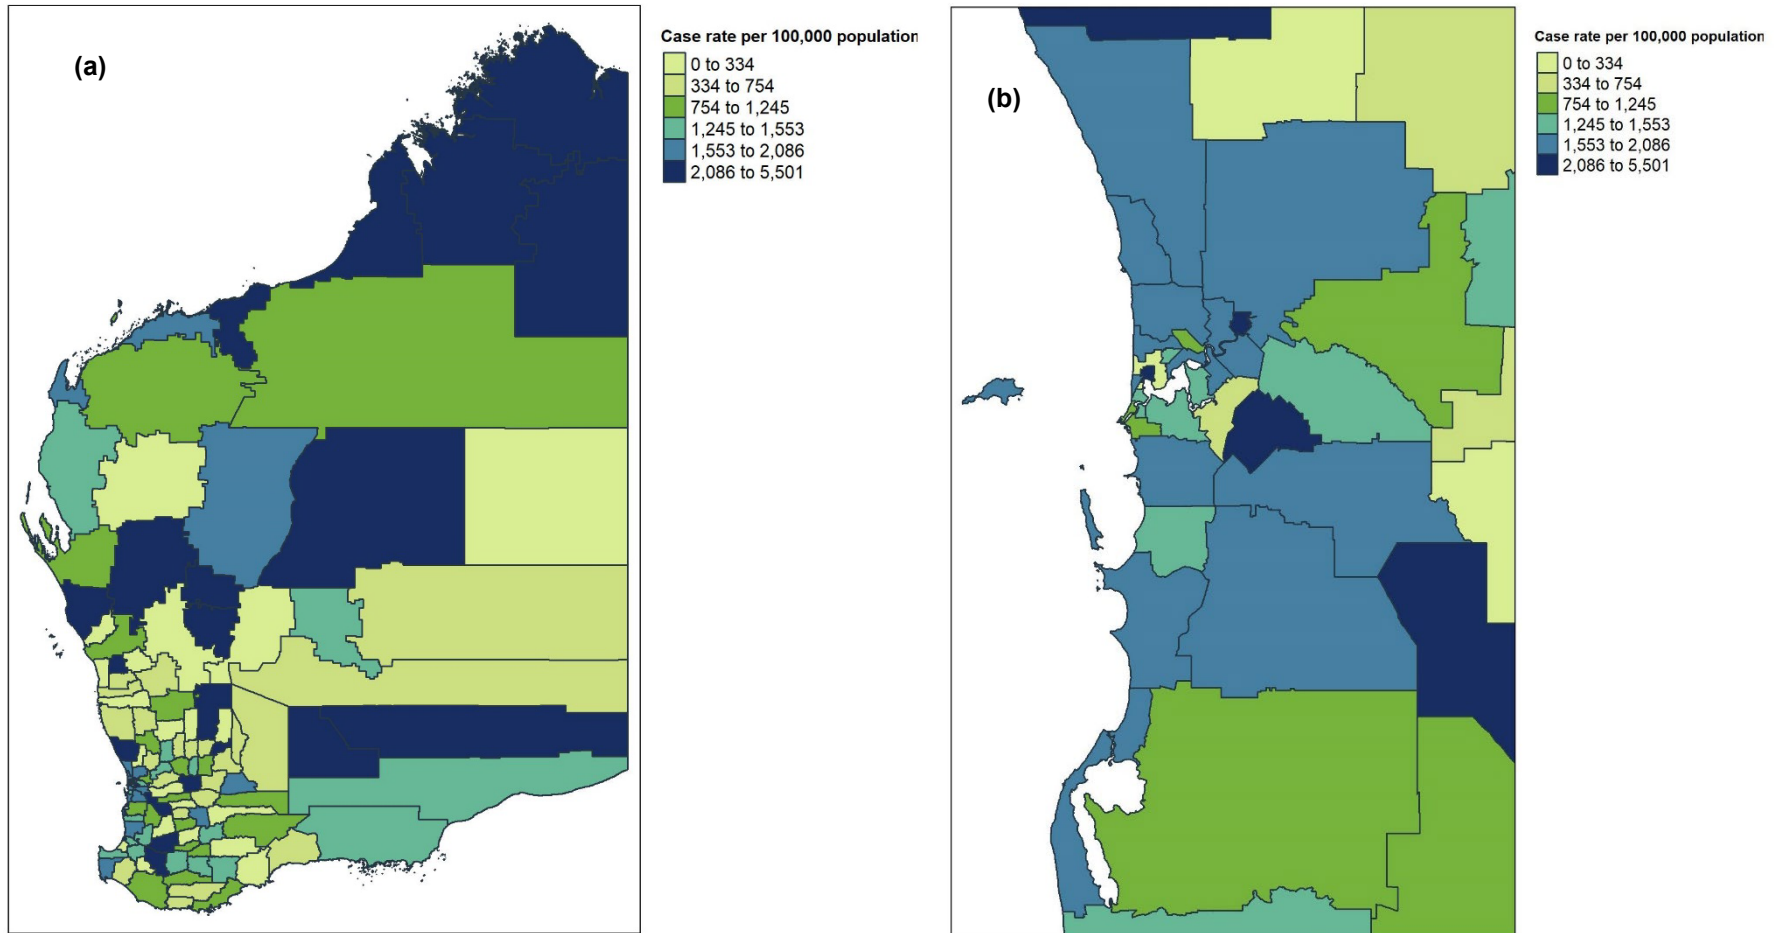 (a)
Case rate per 100,000 population
0 to 334
334 to 754
754 to 1,245
1,245 to 1,553
1,553 to 2,086
2,086 to 5,501
(b)
Case rate per 100,000 population
0 to 334
334 to 754
754 to 1,245
1,245 to 1,553
1,553 to 2,086
2,086 to 5,501